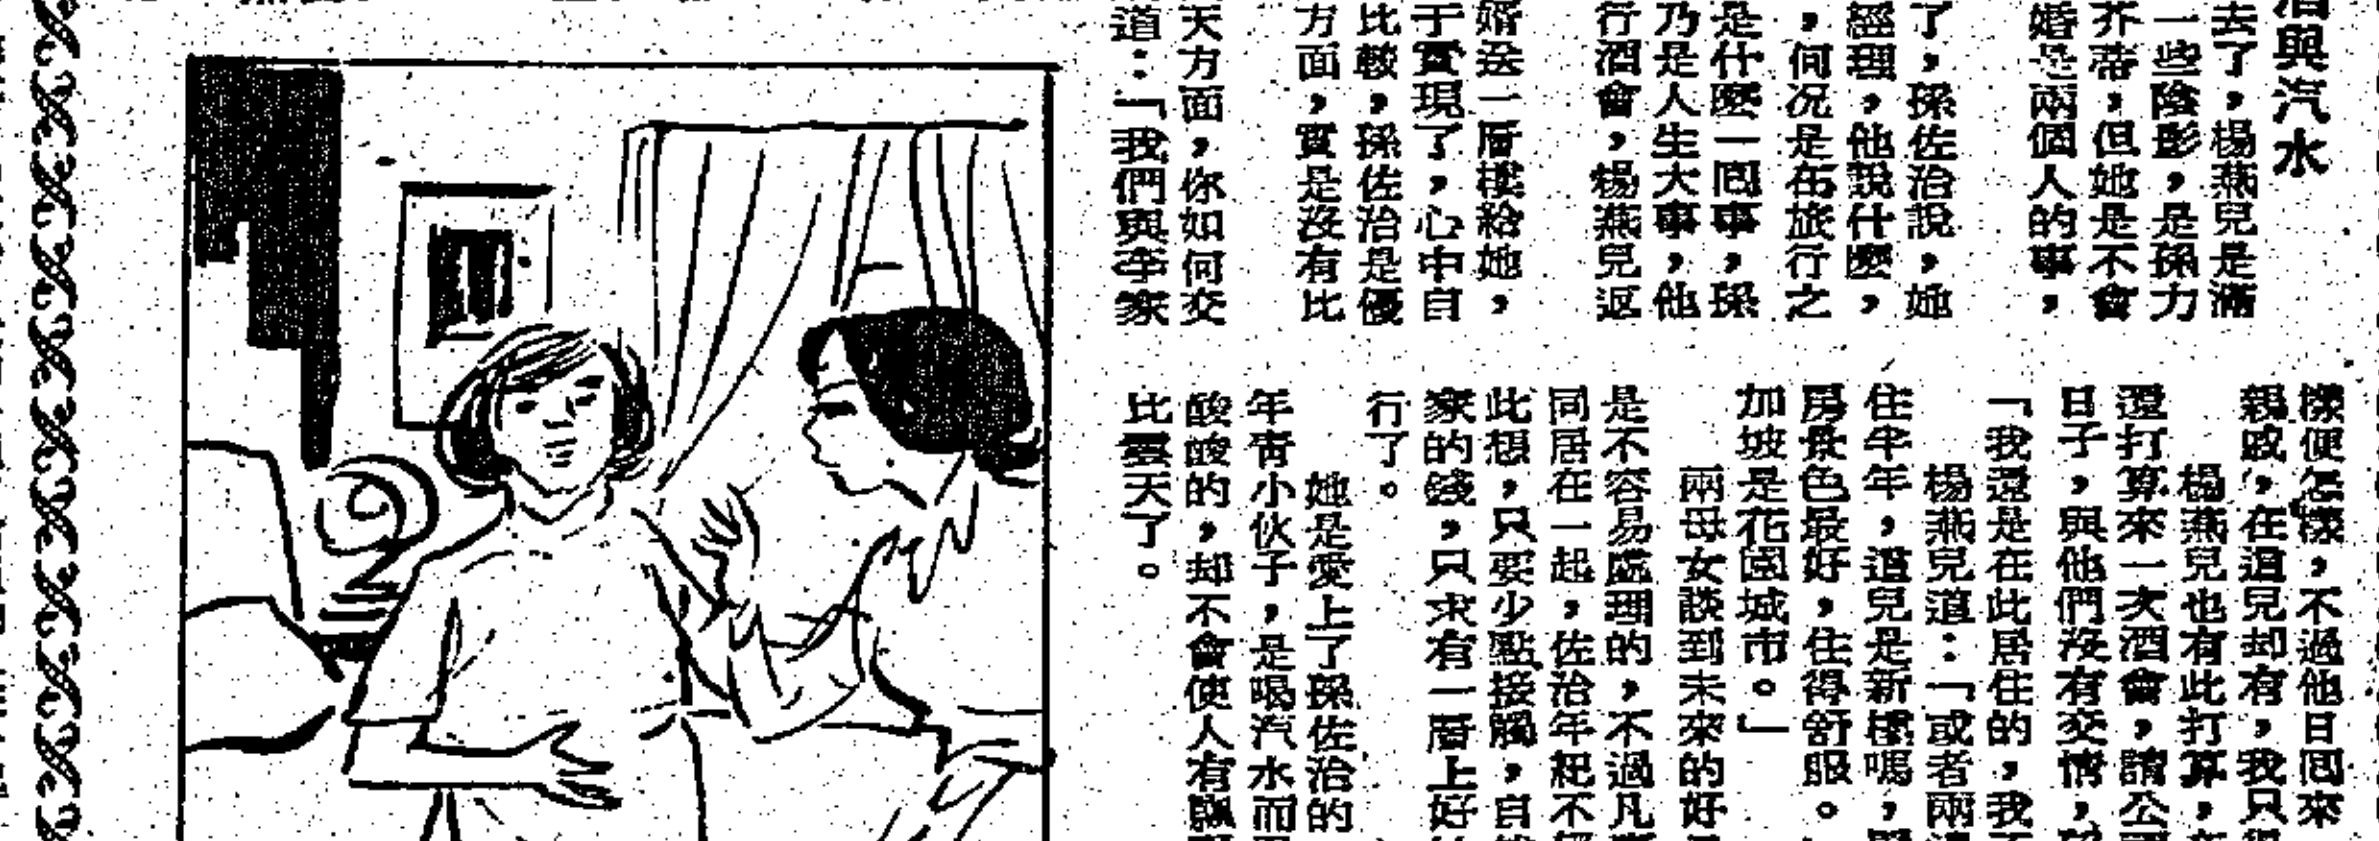 與汽水
去了，楊燕兒是滿
一些陰影，是孫力
芥蒂，但她是不會
婚是兩個人的事，
了，孫佐治說，她
經理，他說什麼，
，何况是在旅行之
是什麼一回事，孫
乃是人生大事，他
行酒會，楊燕兒返
婚送一層樓給她，
于實現了，心中自
比較，孫佐治是優
方面，實是沒有比
天方面，你如何交
道：「我們與李家
樣便怎樣，不過他日回來
親戚，在這兒却有，我只
楊燕兒也有此打算，
還打算來一次酒會，請公
日子，與他們沒有交情，
「我還是在此居住的，我
楊燕兒道：「或者兩
住半年，這兒是新樓嗎，
房景色最好，住得舒服。
加坡是花園城市。」
兩母女談到未來的好
是不容易處理的，不過凡
同居在一起，佐治年紀不
此想，只要少點接觸，自
家的錢，只求有一層上好
行了。
她是愛上了孫佐治的
年青小伙子，是喝汽水而
酸酸的，却不會使人有飄
比雲天了。